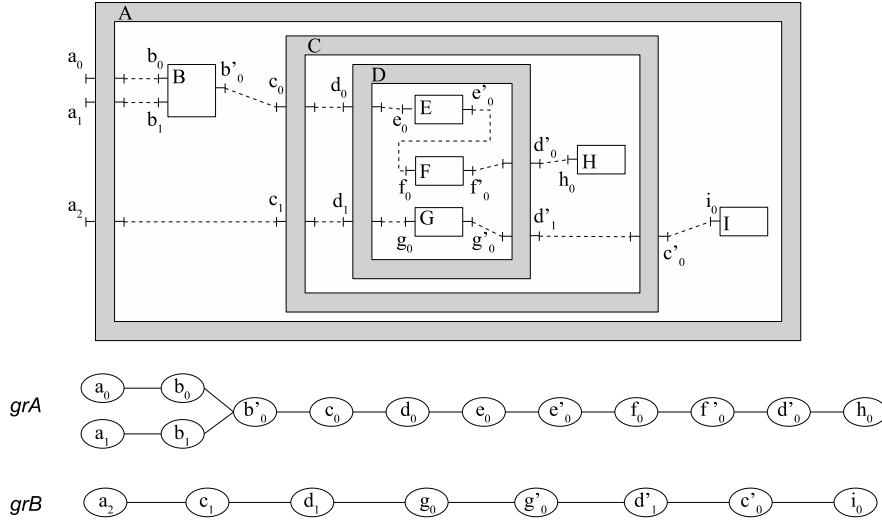 A
C
a₀ b₀ B b'₀ D
c₀ d₀ E e'₀
a₁ b₁ e₀
d'₀ H
F
f₀ f'₀ h₀
a₂ c₁ d₁ G d'₁ i₀ I
g₀ g'₀ c'₀
a₀ b₀
grA b'₀ c₀ d₀ e₀ e'₀ f₀ f'₀ d'₀ h₀
a₁ b₁
grB a₂ c₁ d₁ g₀ g'₀ d'₁ c'₀ i₀